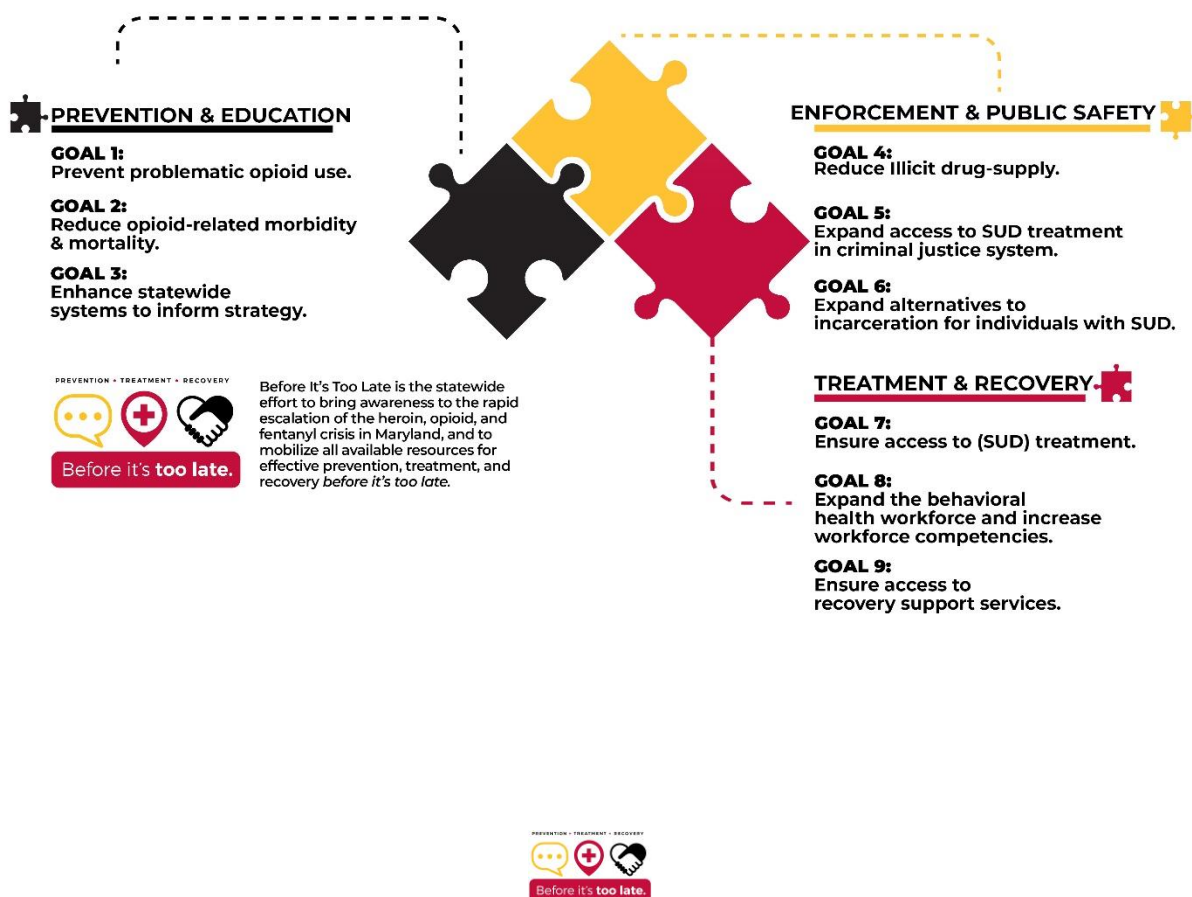 PREVENTION & EDUCATION
GOAL 1:
Prevent problematic opioid use.
GOAL 2:
Reduce opioid-related morbidity
& mortality.
GOAL 3:
Enhance statewide
systems to inform strategy.
ENFORCEMENT & PUBLIC SAFETY
GOAL 4:
Reduce Illicit drug-supply.
GOAL 5:
Expand access to SUD treatment
in criminal justice system.
GOAL 6:
Expand alternatives to
incarceration for individuals with SUD.
TREATMENT & RECOVERY
GOAL 7:
Ensure access to (SUD) treatment.
GOAL 8:
Expand the behavioral
health workforce and increase
workforce competencies.
GOAL 9:
Ensure access to
recovery support services.
PREVENTION • TREATMENT • RECOVERY
Before it's too late.
Before It's Too Late is the statewide
effort to bring awareness to the rapid
escalation of the heroin, opioid, and
fentanyl crisis in Maryland, and to
mobilize all available resources for
effective prevention, treatment, and
recovery before it's too late.
PREVENTION • TREATMENT • RECOVERY
Before it's too late.